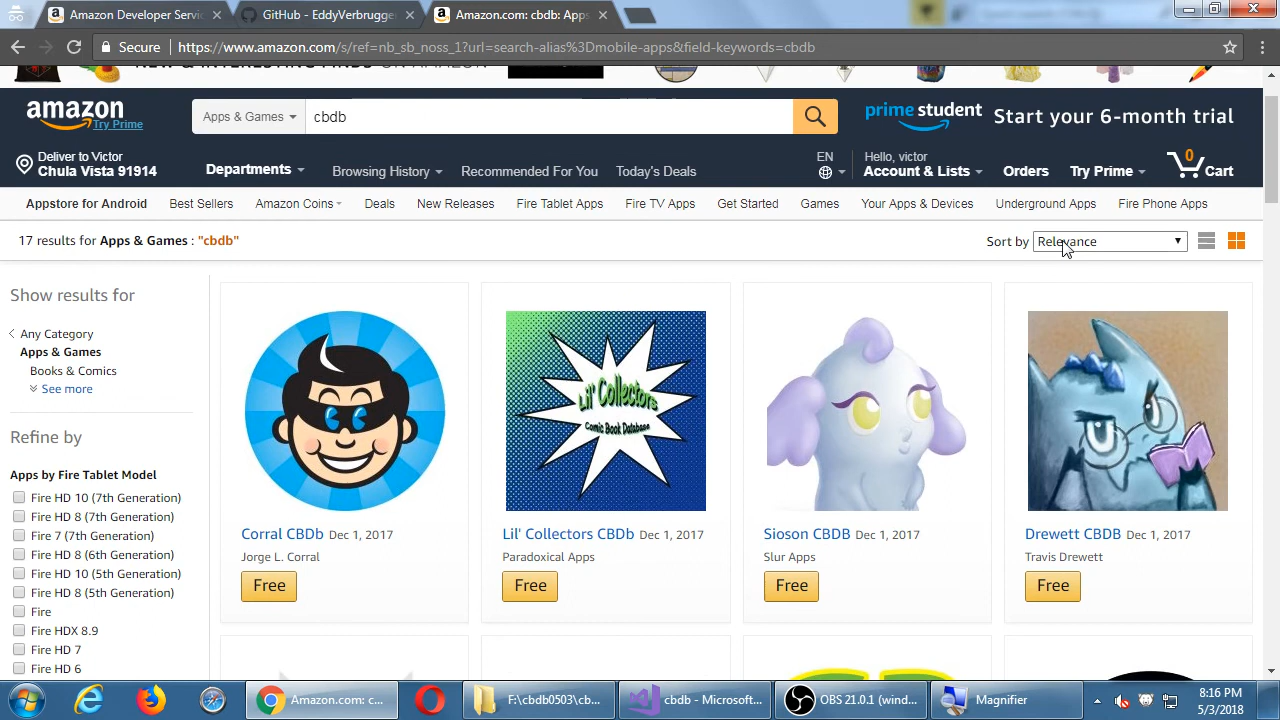 Amazon Developer Servic
GitHub - EddyVerbrugge
Amazon.com: cbdb: Apps
Secure
https://www.amazon.com/s/ref=nb_sb_noss_1?url=search-alias%3Dmobile-apps&field-keywords=cbdb
amazon
Try Prime
Apps & Games
cbdb
prime student
Start your 6-month trial
Deliver to Victor
Chula Vista 91914
Departments
Browsing History
Recommended For You
Today's Deals
EN
Hello, victor
Account & Lists
Orders
Try Prime
0
Cart
Appstore for Android
Best Sellers
Amazon Coins
Deals
New Releases
Fire Tablet Apps
Fire TV Apps
Get Started
Games
Your Apps & Devices
Underground Apps
Fire Phone Apps
17 results for Apps & Games : "cbdb"
Sort by
Relevance
Show results for
Any Category
Apps & Games
Books & Comics
See more
Refine by
Apps by Fire Tablet Model
Fire HD 10 (7th Generation)
Fire HD 8 (7th Generation)
Fire 7 (7th Generation)
Fire HD 8 (6th Generation)
Fire HD 10 (5th Generation)
Fire HD 8 (5th Generation)
Fire
Fire HDX 8.9
Fire HD 7
Fire HD 6
Corral CBDb Dec 1, 2017
Jorge L. Corral
Free
Lil' Collectors
Comic Book Database
Lil' Collectors CBDb Dec 1, 2017
Paradoxical Apps
Free
Sioson CBDB Dec 1, 2017
Slur Apps
Free
Drewett CBDB Dec 1, 2017
Travis Drewett
Free
Amazon.com: c...
F:\cbdb0503\cb...
cbdb - Microsoft...
OBS 21.0.1 (wind...
Magnifier
8:16 PM
5/3/2018